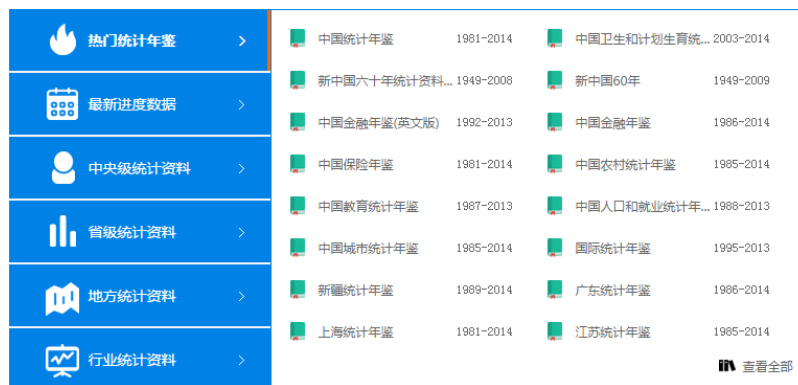 热门统计年鉴
最新进度数据
中央级统计资料
省级统计资料
地方统计资料
行业统计资料
中国统计年鉴 1981-2014 中国卫生和计划生育统... 2003-2014
新中国六十年统计资料... 1949-2008 新中国60年 1949-2009
中国金融年鉴(英文版) 1992-2013 中国金融年鉴 1986-2014
中国保险年鉴 1981-2014 中国农村统计年鉴 1985-2014
中国教育统计年鉴 1987-2013 中国人口和就业统计年... 1988-2013
中国城市统计年鉴 1985-2014 国际统计年鉴 1995-2013
新疆统计年鉴 1989-2014 广东统计年鉴 1986-2014
上海统计年鉴 1981-2014 江苏统计年鉴 1985-2014
查看全部